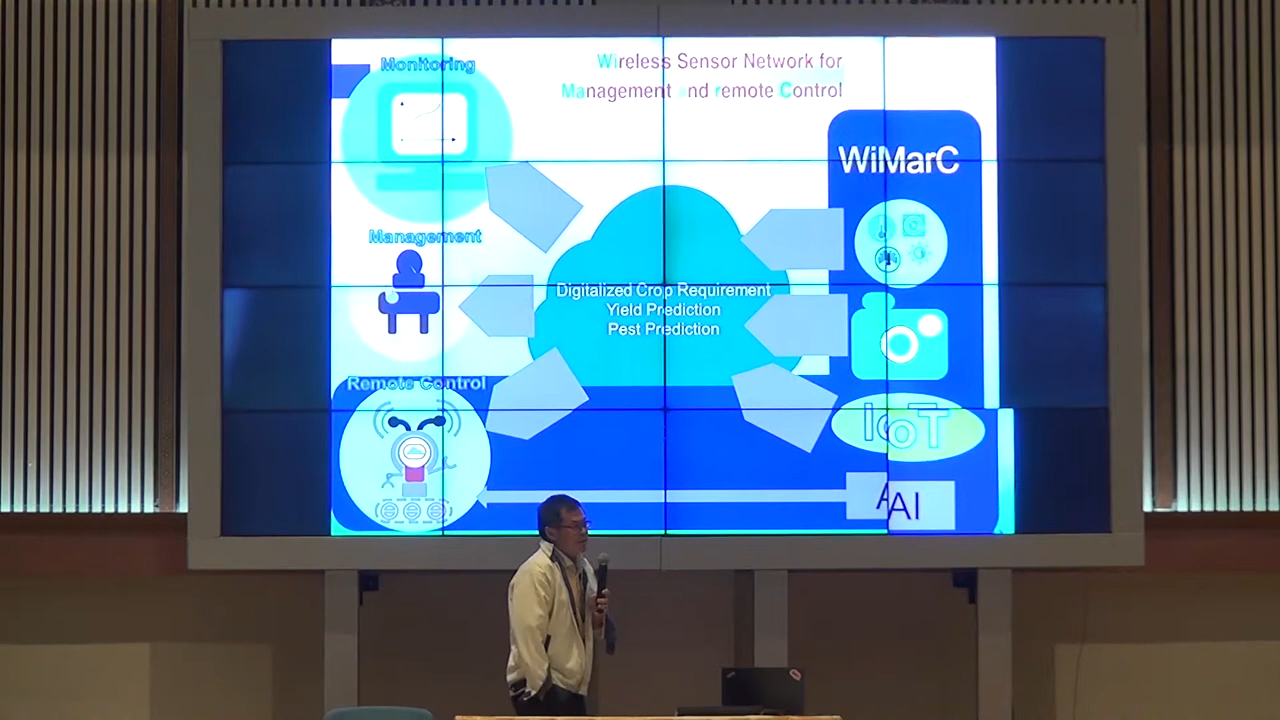 Monitoring
Wireless Sensor Network for
Management and remote Control
WiMarC
Management
Digitalized Crop Requirement
Yield Prediction
Pest Prediction
Remote Control
IoT
AI